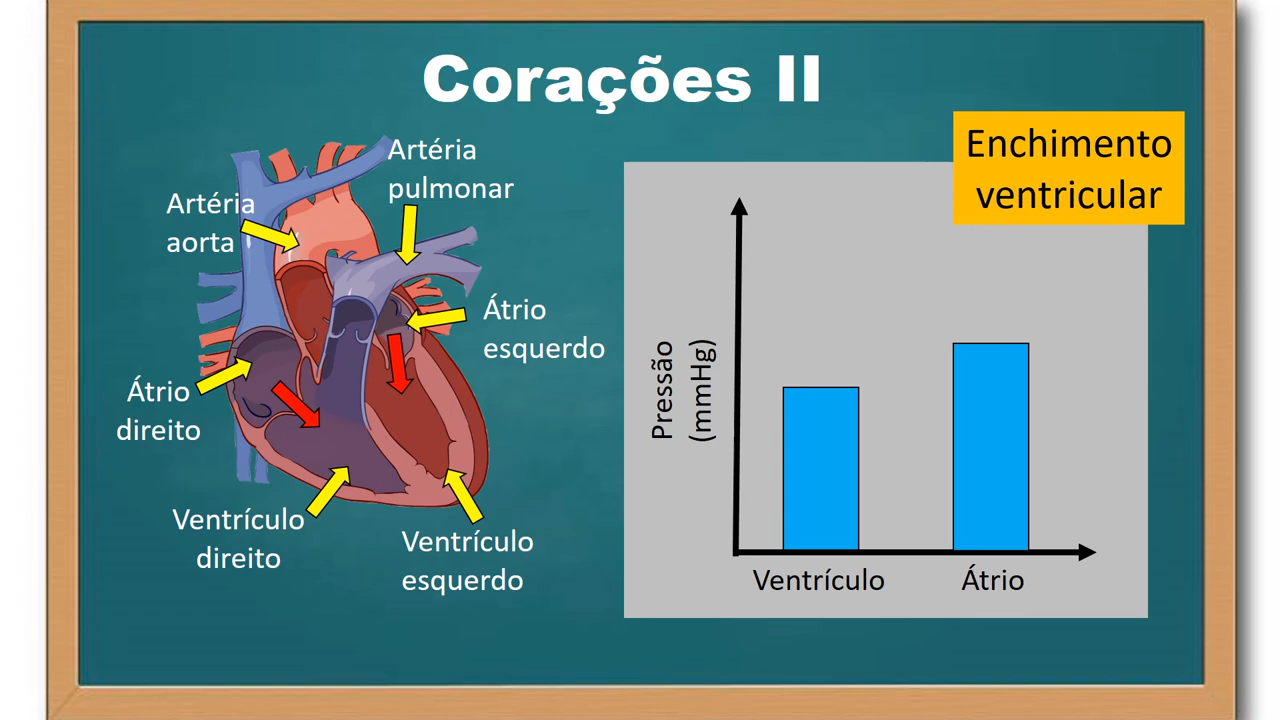 Corações II
Enchimento
ventricular
Artéria
pulmonar
Artéria
aorta
Átrio
esquerdo
Átrio
direito
Ventrículo
direito
Ventrículo
esquerdo
Pressão
(mmHg)
Ventrículo
Átrio